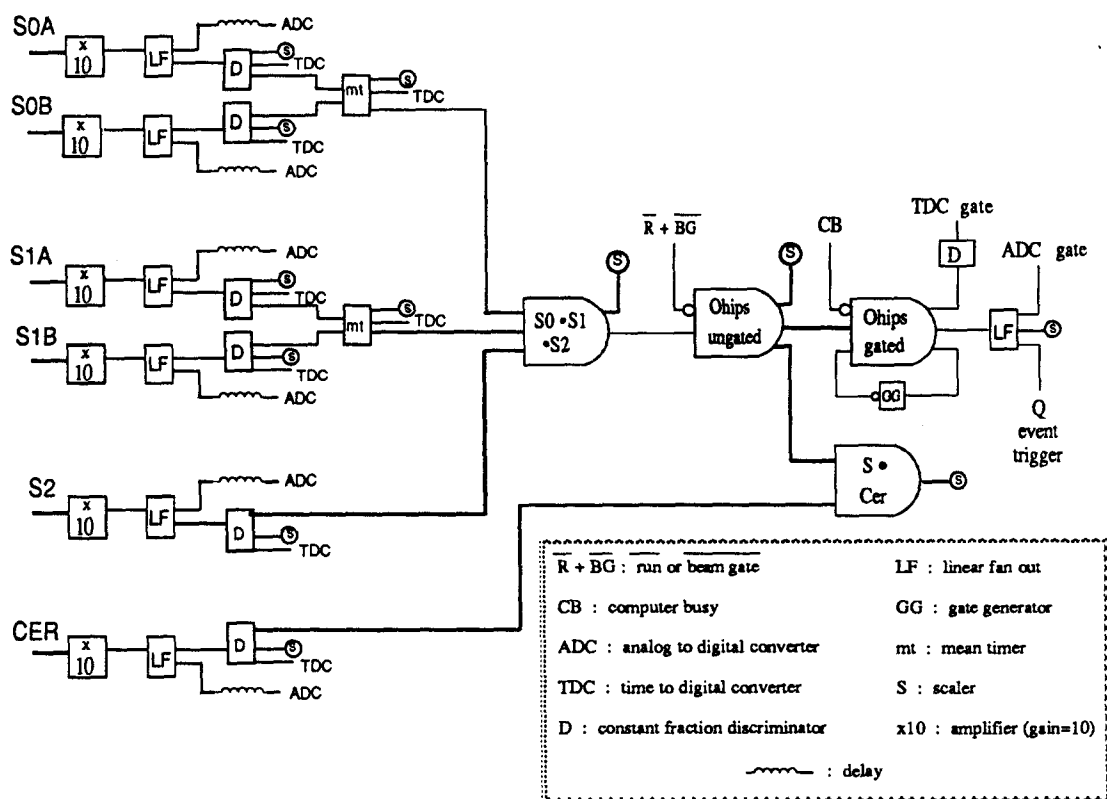 S0A
x
10
LF
ADC
D
S
TDC
mt
S
TDC
S0B
x
10
LF
D
S
TDC
ADC
S1A
x
10
LF
ADC
D
S
TDC
mt
S
TDC
S1B
x
10
LF
D
S
TDC
ADC
S2
x
10
LF
ADC
D
S
TDC
CER
x
10
LF
D
S
TDC
ADC
S0 •S1
•S2
S
R + BG
Ohips
ungated
S
CB
Ohips
gated
GG
TDC gate
D
ADC gate
LF
S
Q
event
trigger
S •
Cer
S
R + BG : run or beam gate
LF : linear fan out
CB : computer busy
GG : gate generator
ADC : analog to digital converter
mt : mean timer
TDC : time to digital converter
S : scaler
D : constant fraction discriminator
x10 : amplifier (gain=10)
: delay